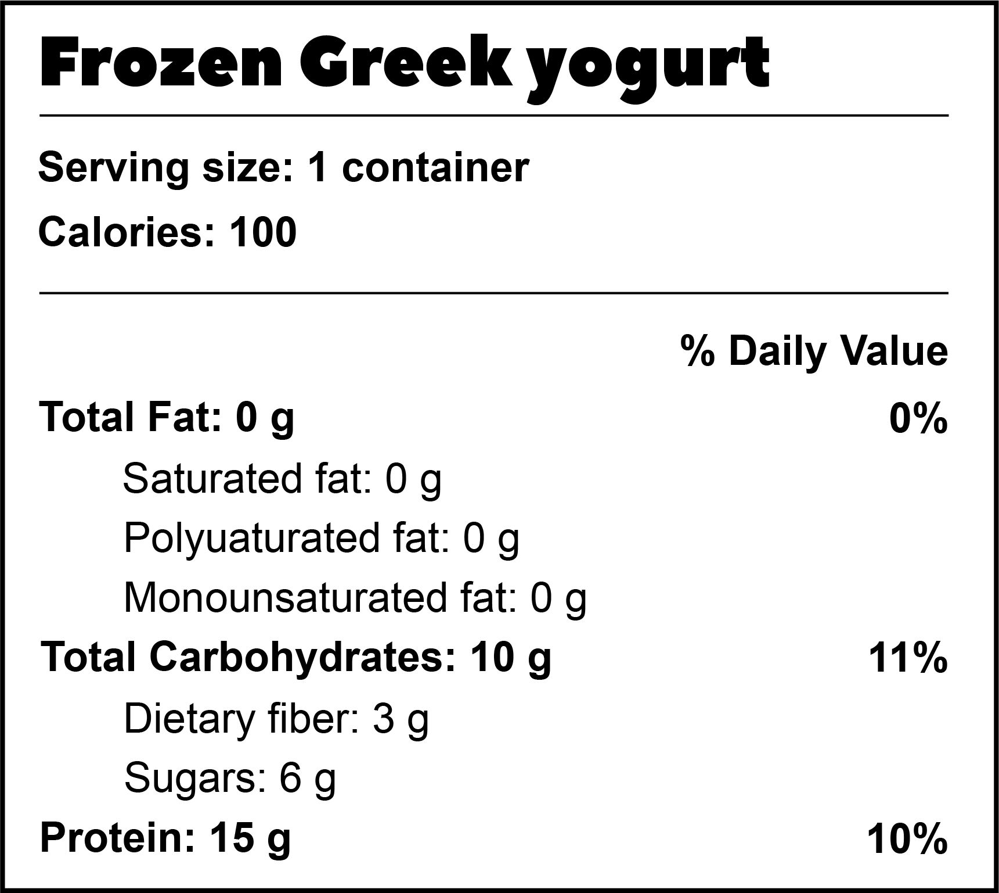 Frozen Greek yogurt
Serving size: 1 container
Calories: 100
% Daily Value
Total Fat: 0 g 0%
Saturated fat: 0 g
Polyuaturated fat: 0 g
Monounsaturated fat: 0 g
Total Carbohydrates: 10 g 11%
Dietary fiber: 3 g
Sugars: 6 g
Protein: 15 g 10%